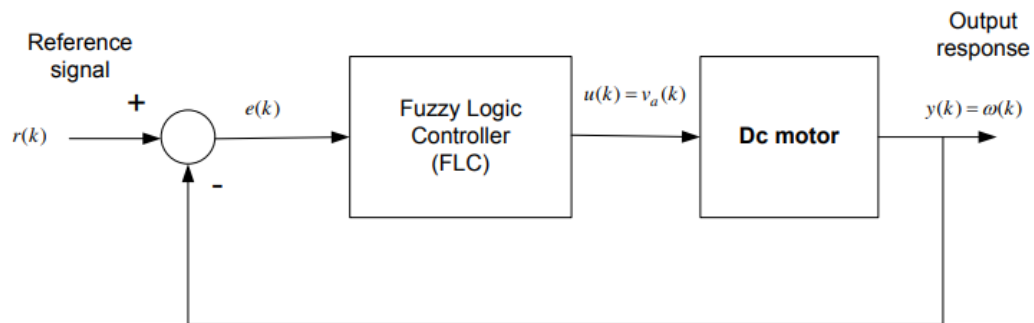 Reference
signal
+
r(k)
-
e(k)
Fuzzy Logic
Controller
(FLC)
u(k) = v_a(k)
Dc motor
Output
response
y(k) = ω(k)